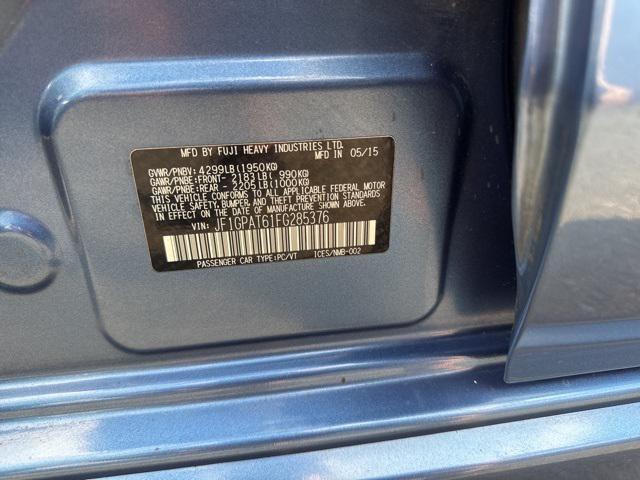 MFD BY FUJI HEAVY INDUSTRIES LTD.
MFD IN 05/15
GVWR/PNBV: 4299LB(1950KG)
GAWR/PNBE:FRONT- 2183LB( 990KG)
GAWR/PNBE:REAR - 2205LB(1000KG)
THIS VEHICLE CONFORMS TO ALL APPLICABLE FEDERAL MOTOR
VEHICLE SAFETY, BUMPER, AND THEFT PREVENTION STANDARDS
IN EFFECT ON THE DATE OF MANUFACTURE SHOWN ABOVE.
VIN: JF1GPAT61FG285376
PASSENGER CAR TYPE:PC/VT ICES/NMB-002